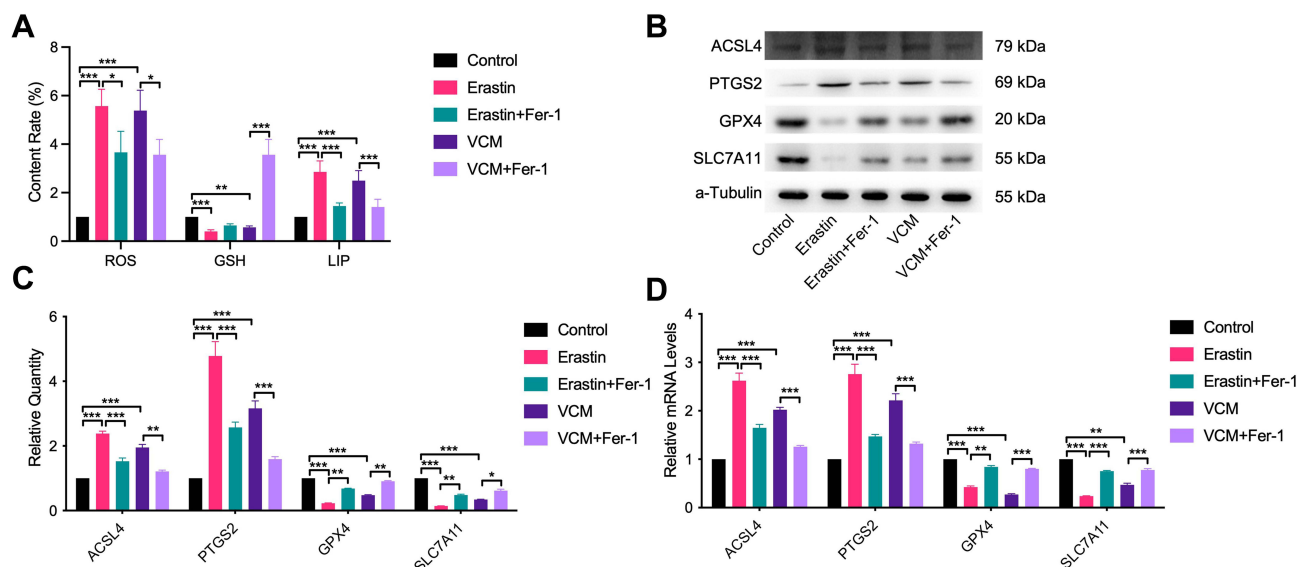 A
Content Rate (%)
8
6
4
2
0
*** *** * * *** *** ** *** *** *** *** ***
ROS GSH LIP
Control
Erastin
Erastin+Fer-1
VCM
VCM+Fer-1
B
ACSL4 79 kDa
PTGS2 69 kDa
GPX4 20 kDa
SLC7A11 55 kDa
a-Tubulin 55 kDa
Control Erastin Erastin+Fer-1 VCM VCM+Fer-1
C
Relative Quantity
6
4
2
0
*** *** *** ** *** *** *** *** *** *** ** ** *** *** ** *
ACSL4 PTGS2 GPX4 SLC7A11
Control
Erastin
Erastin+Fer-1
VCM
VCM+Fer-1
D
Relative mRNA Levels
4
3
2
1
0
*** *** *** *** *** *** *** *** *** *** ** *** ** *** *** ***
ACSL4 PTGS2 GPX4 SLC7A11
Control
Erastin
Erastin+Fer-1
VCM
VCM+Fer-1